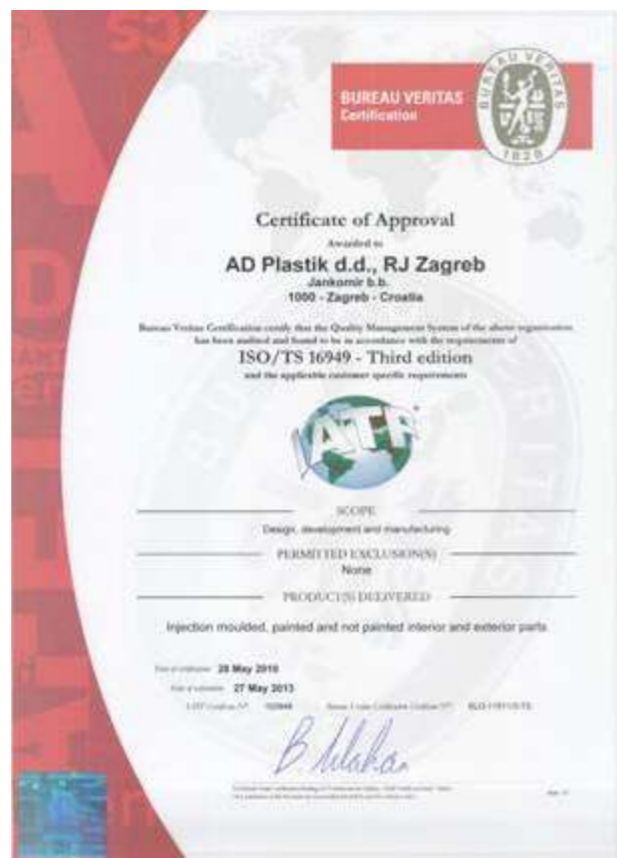 BUREAU VERITAS
Certification
BUREAU VERITAS
1828
Certificate of Approval
Awarded to
AD Plastik d.d., RJ Zagreb
Jankomir b.b.
1000 - Zagreb - Croatia
Bureau Veritas Certification certify that the Quality Management System of the above organisation
has been audited and found to be in accordance with the requirements of
ISO/TS 16949 - Third edition
and the applicable customer specific requirements
IATF
SCOPE
Design, development and manufacturing
PERMITTED EXCLUSION(S)
None
PRODUCT(S) DELIVERED
Injection moulded, painted and not painted interior and exterior parts
28 May 2010
27 May 2013